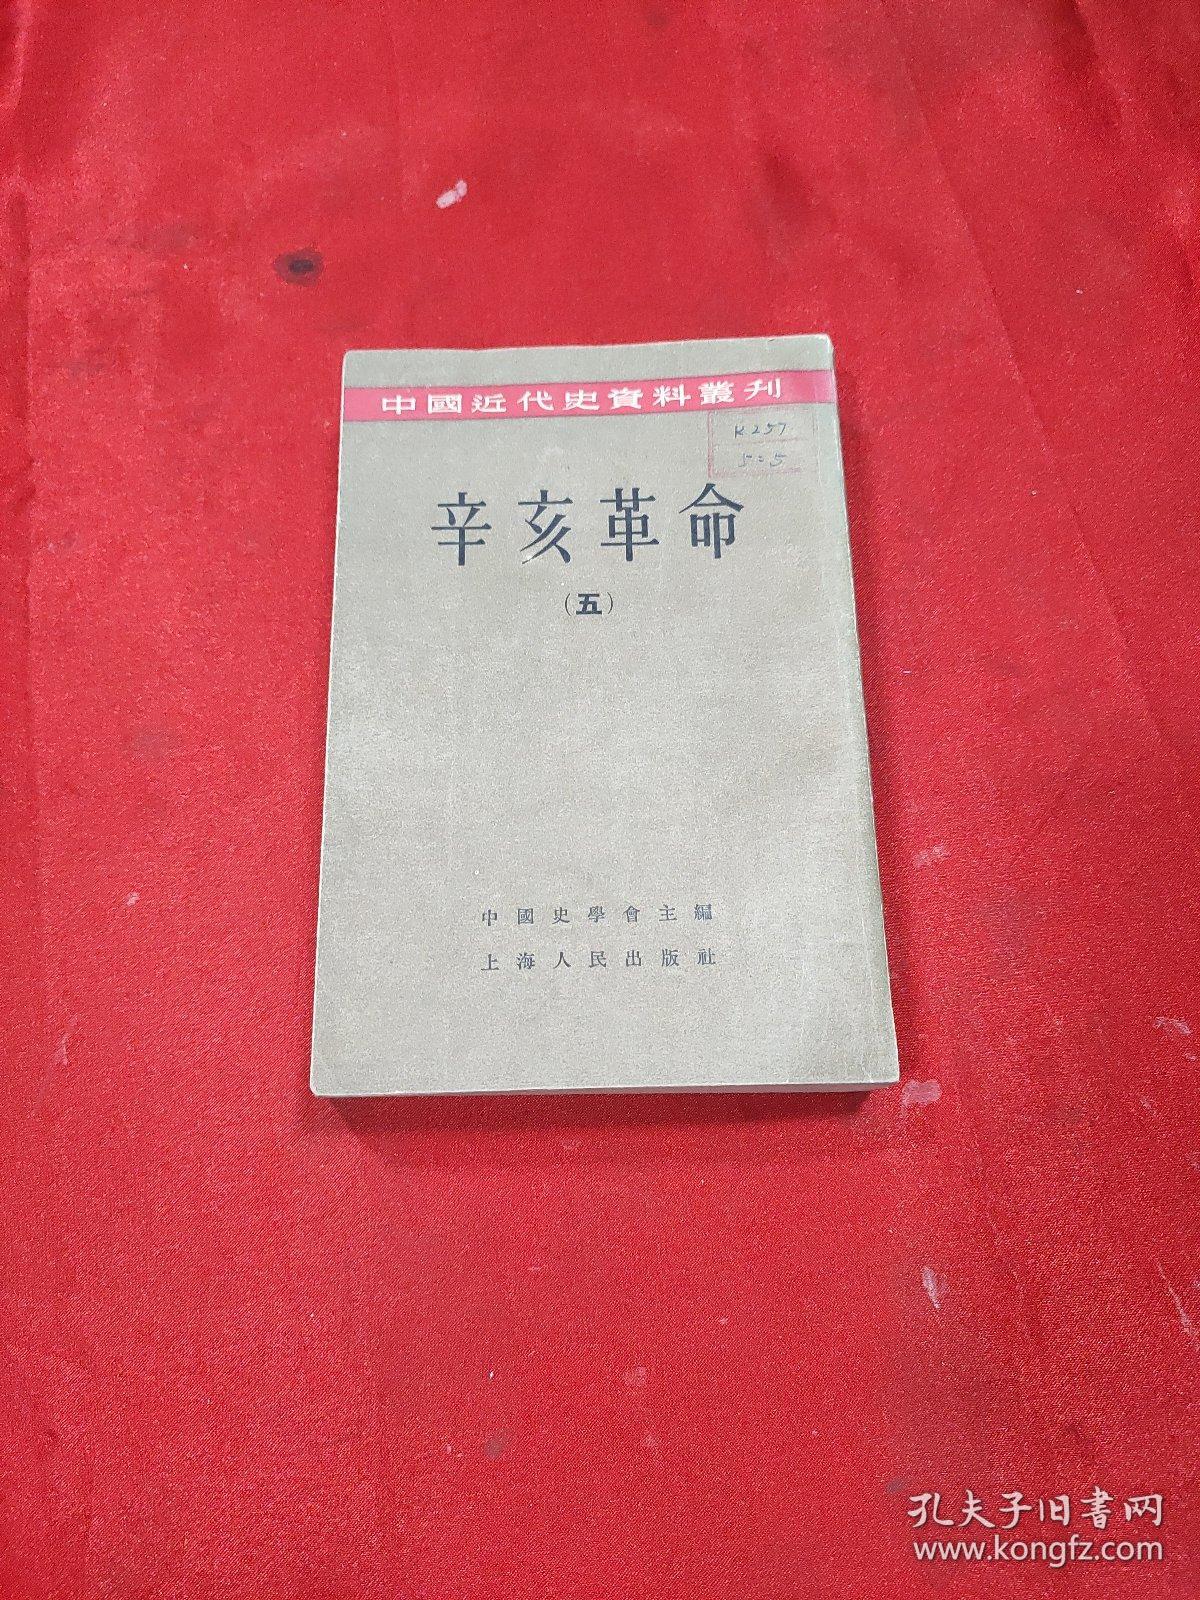 中國近代史資料叢刊
K257
5=5
辛亥革命
(五)
中國史學會主編
上海人民出版社
孔夫子旧書网
www.kongfz.com